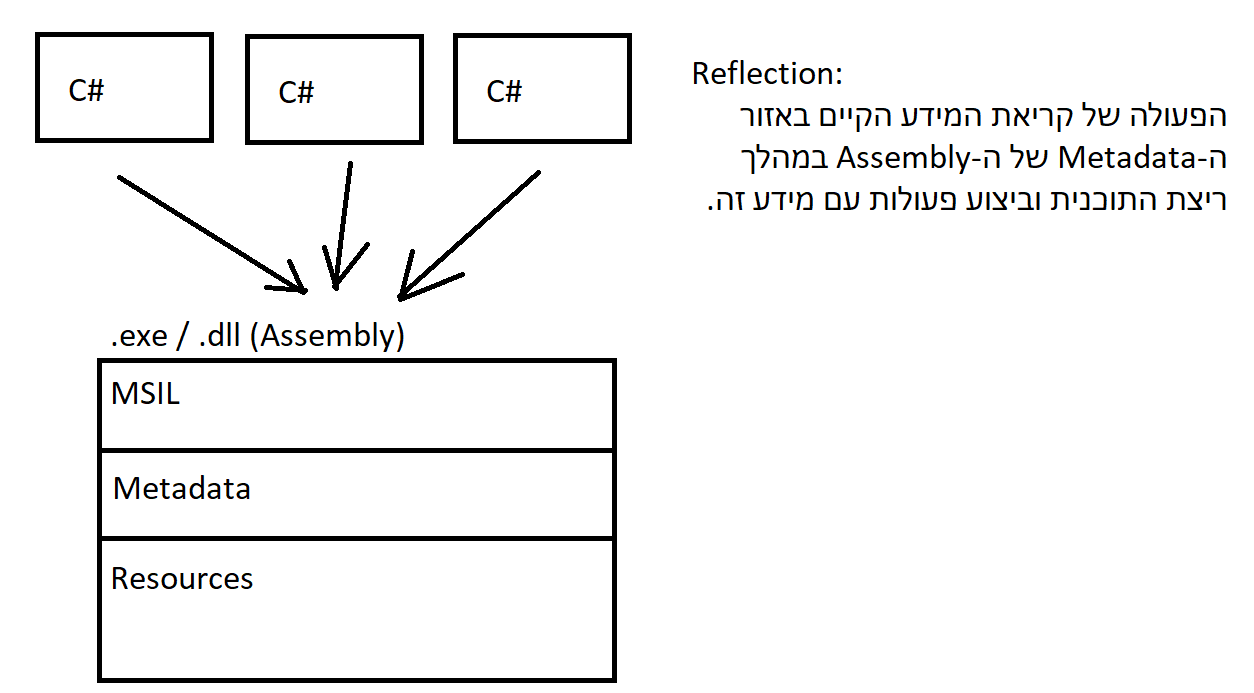 C#
C#
C#
Reflection:
הפעולה של קריאת המידע הקיים באזור
ה-Metadata של ה-Assembly במהלך
ריצת התוכנית וביצוע פעולות עם מידע זה.
.exe / .dll (Assembly)
MSIL
Metadata
Resources